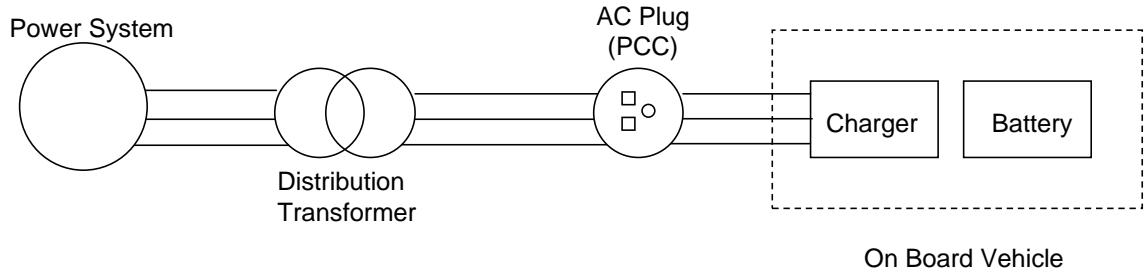 Power System
Distribution
Transformer
AC Plug
(PCC)
Charger
Battery
On Board Vehicle